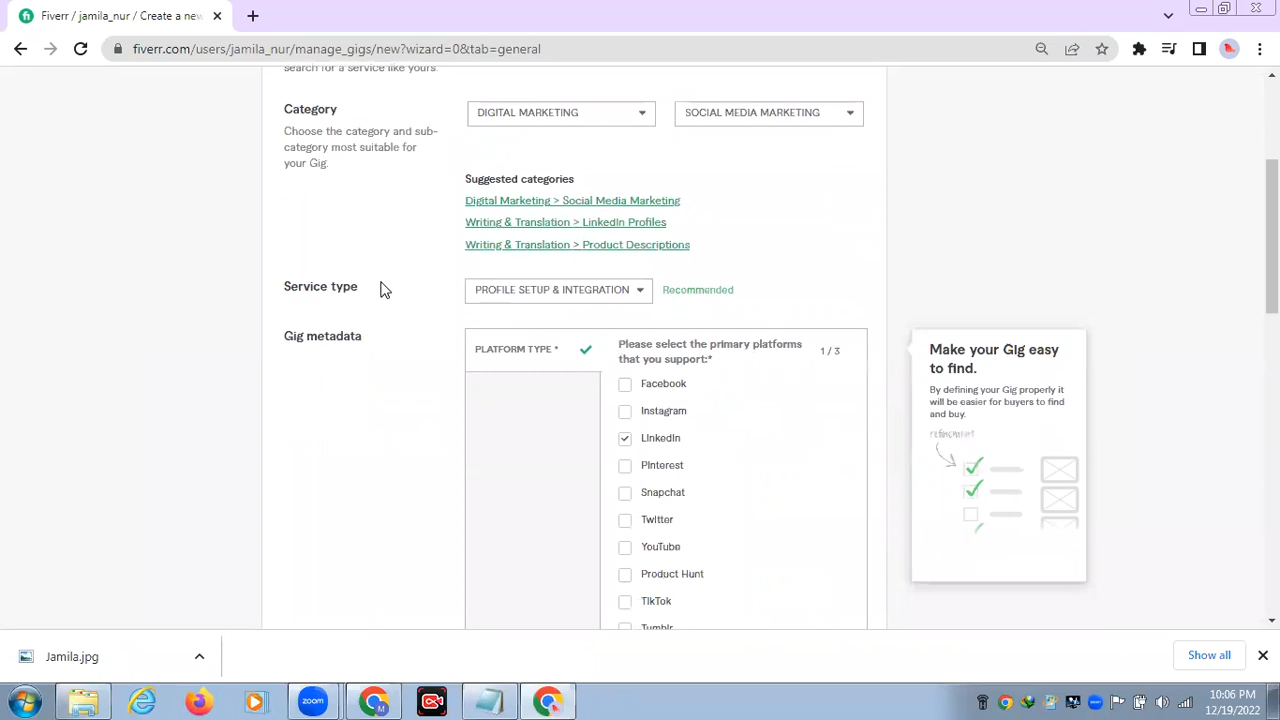 Fiverr / jamila_nur / Create a new
fiverr.com/users/jamila_nur/manage_gigs/new?wizard=0&tab=general
search for a service like yours.
Category
DIGITAL MARKETING
SOCIAL MEDIA MARKETING
Choose the category and sub-
category most suitable for
your Gig.
Suggested categories
Digital Marketing > Social Media Marketing
Writing & Translation > LinkedIn Profiles
Writing & Translation > Product Descriptions
Service type
PROFILE SETUP & INTEGRATION
Recommended
Gig metadata
PLATFORM TYPE *
Please select the primary platforms
that you support:*
1 / 3
Facebook
Instagram
LinkedIn
Pinterest
Snapchat
Twitter
YouTube
Product Hunt
TikTok
Tumblr
Make your Gig easy
to find.
By defining your Gig properly it
will be easier for buyers to find
and buy.
Jamila.jpg
Show all
zoom
M
10:06 PM
12/19/2022